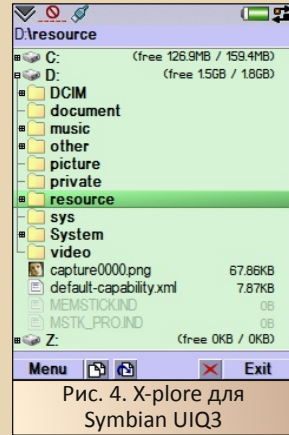 D:\resource
C: (free 126.9MB / 159.4MB)
D: (free 1.5GB / 1.8GB)
DCIM
document
music
other
picture
private
resource
sys
System
video
capture0000.png 67.86KB
default-capability.xml 7.87KB
MEMSTICK.IND 0B
MSTK_PRO.IND 0B
Z: (free 0KB / 0KB)
Menu Exit
Рис. 4. X-plore для
Symbian UIQ3